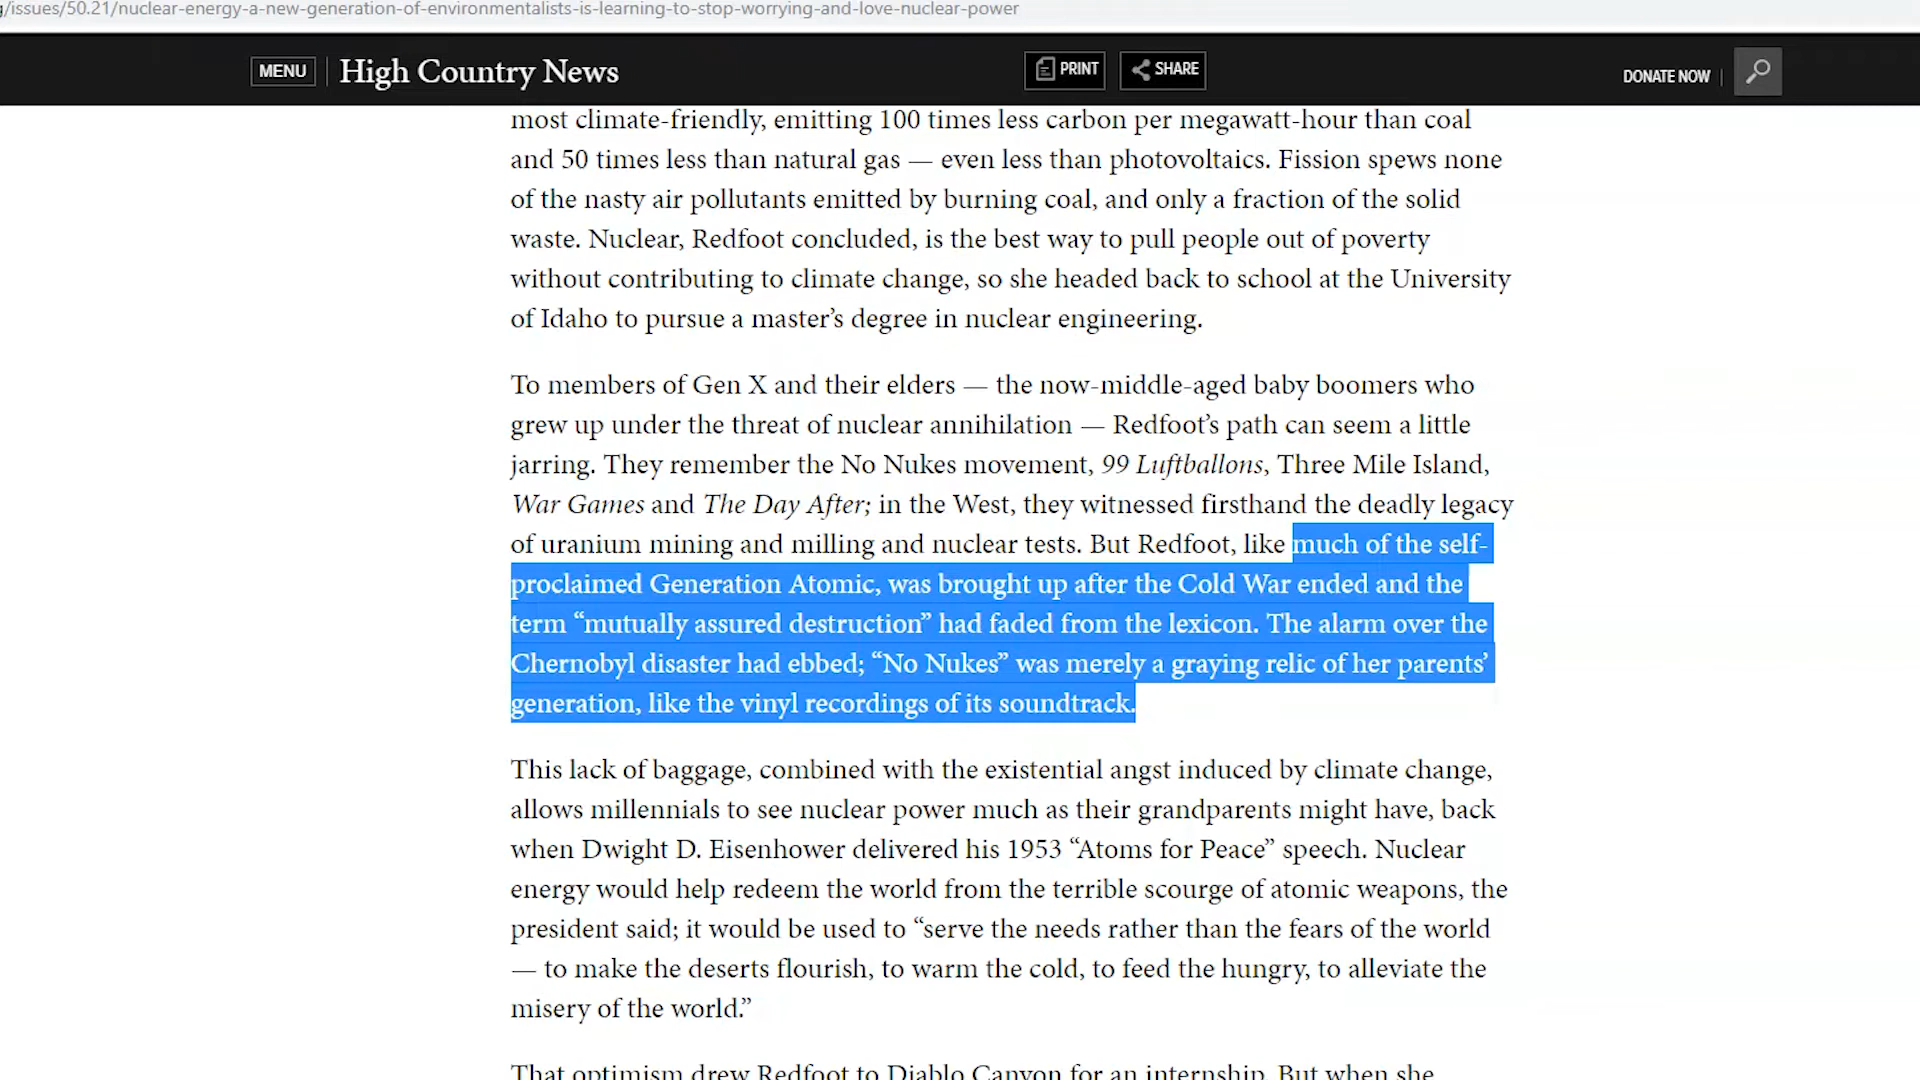 /issues/50.21/nuclear-energy-a-new-generation-of-environmentalists-is-learning-to-stop-worrying-and-love-nuclear-power
MENU High Country News PRINT SHARE DONATE NOW
most climate-friendly, emitting 100 times less carbon per megawatt-hour than coal
and 50 times less than natural gas — even less than photovoltaics. Fission spews none
of the nasty air pollutants emitted by burning coal, and only a fraction of the solid
waste. Nuclear, Redfoot concluded, is the best way to pull people out of poverty
without contributing to climate change, so she headed back to school at the University
of Idaho to pursue a master’s degree in nuclear engineering.
To members of Gen X and their elders — the now-middle-aged baby boomers who
grew up under the threat of nuclear annihilation — Redfoot’s path can seem a little
jarring. They remember the No Nukes movement, 99 Luftballons, Three Mile Island,
War Games and The Day After; in the West, they witnessed firsthand the deadly legacy
of uranium mining and milling and nuclear tests. But Redfoot, like much of the self-
proclaimed Generation Atomic, was brought up after the Cold War ended and the
term “mutually assured destruction” had faded from the lexicon. The alarm over the
Chernobyl disaster had ebbed; “No Nukes” was merely a graying relic of her parents’
generation, like the vinyl recordings of its soundtrack.
This lack of baggage, combined with the existential angst induced by climate change,
allows millennials to see nuclear power much as their grandparents might have, back
when Dwight D. Eisenhower delivered his 1953 “Atoms for Peace” speech. Nuclear
energy would help redeem the world from the terrible scourge of atomic weapons, the
president said; it would be used to “serve the needs rather than the fears of the world
— to make the deserts flourish, to warm the cold, to feed the hungry, to alleviate the
misery of the world.”
That optimism drew Redfoot to Diablo Canyon for an internship. But when she